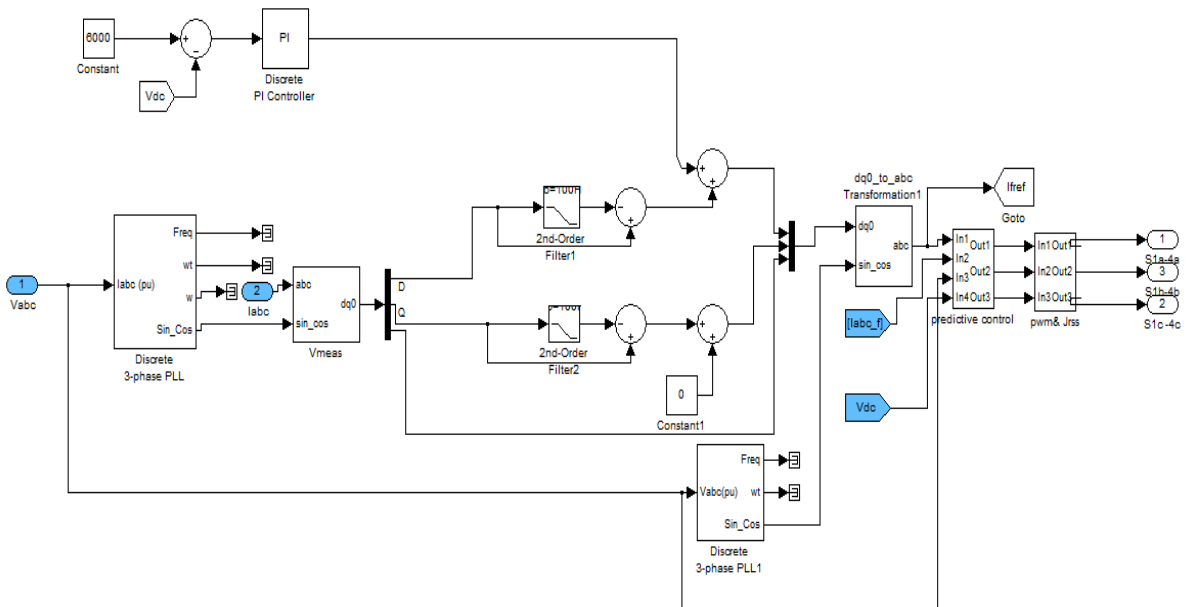 6000
Constant
+
−
PI
Discrete
PI Controller
Vdc
+
+
dq0_to_abc
Transformation1
Ifref
Goto
dq0
abc
sin_cos
2nd-Order
Filter1
−
+
Freq
wt
w
Sin_Cos
Iabc (pu)
Discrete
3-phase PLL
1
Vabc
2
Iabc
abc
dq0
sin_cos
Vmeas
D
Q
2nd-Order
Filter2
−
+
+
+
0
Constant1
[Iabc_f]
Vdc
In1 Out1
In2
In3 Out2
In4 Out3
predictive control
In1 Out1
In2 Out2
In3 Out3
pwm& Jrss
1
S1a-4a
3
S1b-4b
2
S1c-4c
Freq
Vabc(pu) wt
Sin_Cos
Discrete
3-phase PLL1